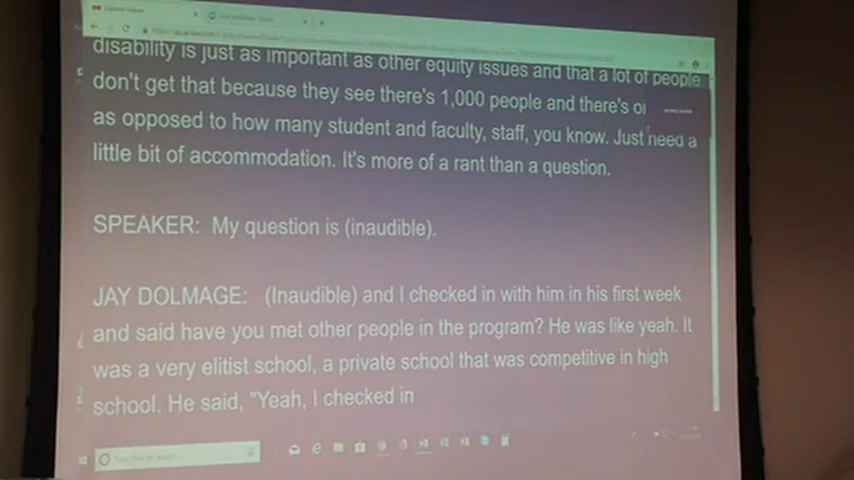 disability is just as important as other equity issues and that a lot of people
don't get that because they see there's 1,000 people and there's
as opposed to how many student and faculty, staff, you know. Just need a
little bit of accommodation. It's more of a rant than a question.
SPEAKER: My question is (inaudible).
JAY DOLMAGE: (Inaudible) and I checked in with him in his first week
and said have you met other people in the program? He was like yeah. It
was a very elitist school, a private school that was competitive in high
school. He said, "Yeah, I checked in